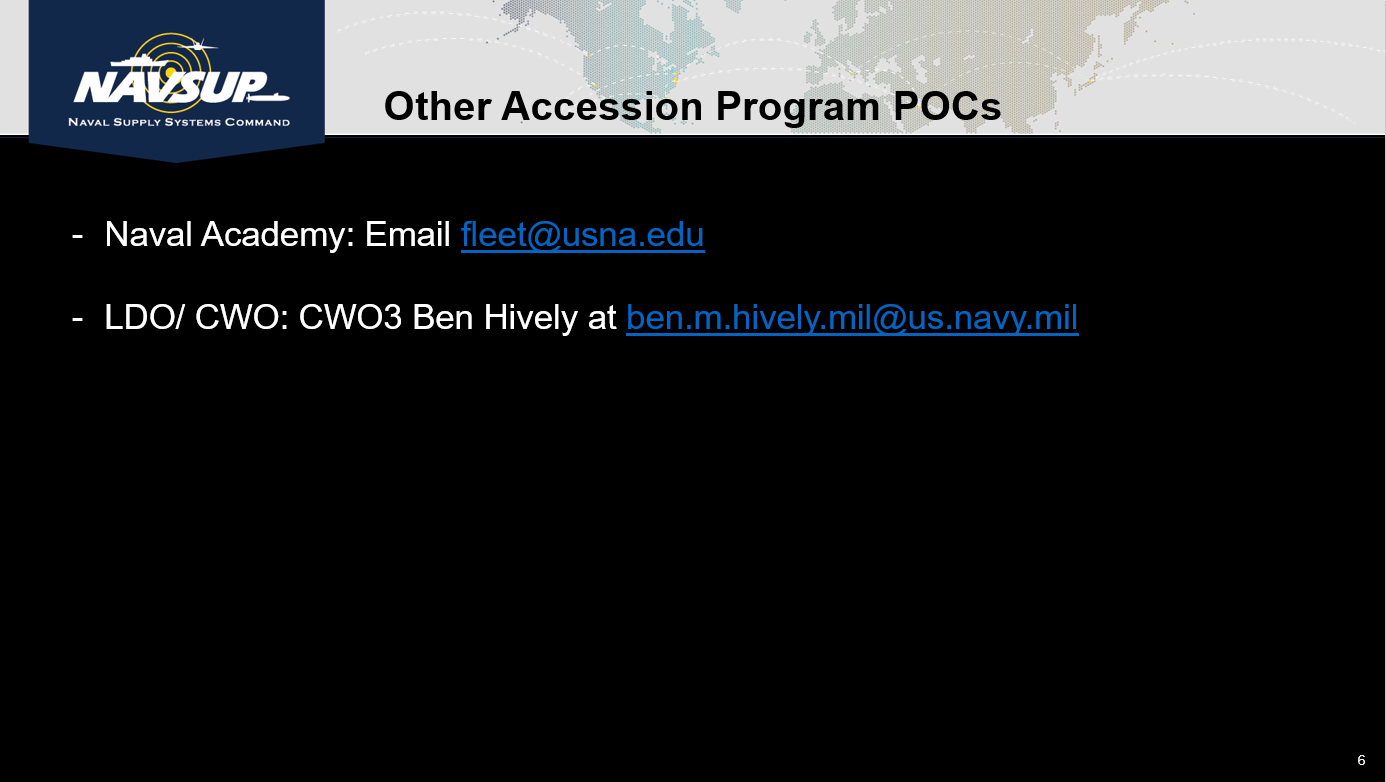 NAVSUP
NAVAL SUPPLY SYSTEMS COMMAND
Other Accession Program POCs
- Naval Academy: Email fleet@usna.edu
- LDO/ CWO: CWO3 Ben Hively at ben.m.hively.mil@us.navy.mil
6